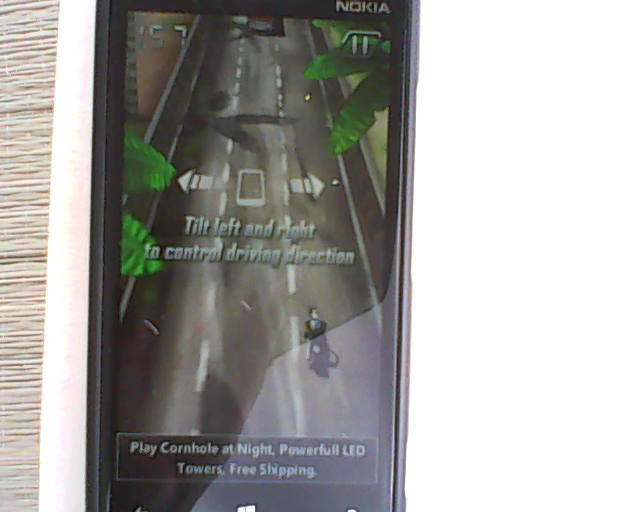 NOKIA
157
Tilt left and right
to control driving direction
Play Cornhole at Night, Powerfull LED
Towers, Free Shipping.